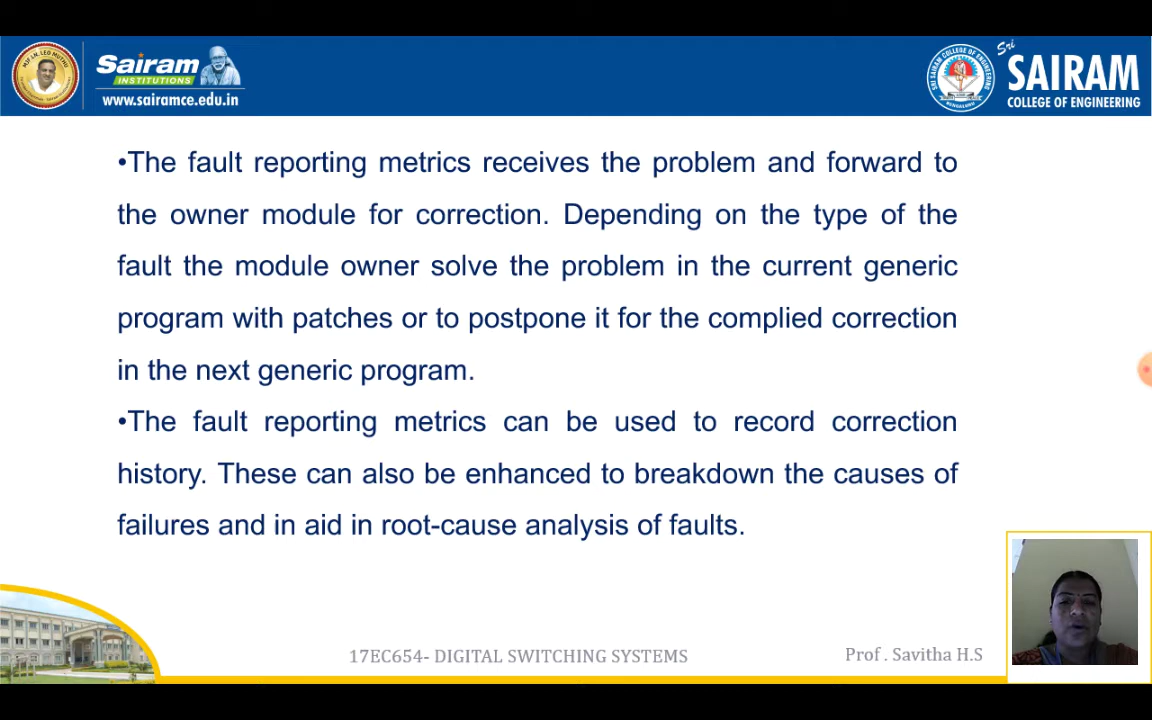 Sairam
INSTITUTIONS
www.sairamce.edu.in
Sri
SAIRAM
COLLEGE OF ENGINEERING
•The fault reporting metrics receives the problem and forward to
the owner module for correction. Depending on the type of the
fault the module owner solve the problem in the current generic
program with patches or to postpone it for the complied correction
in the next generic program.
•The fault reporting metrics can be used to record correction
history. These can also be enhanced to breakdown the causes of
failures and in aid in root-cause analysis of faults.
17EC654- DIGITAL SWITCHING SYSTEMS
Prof . Savitha H.S